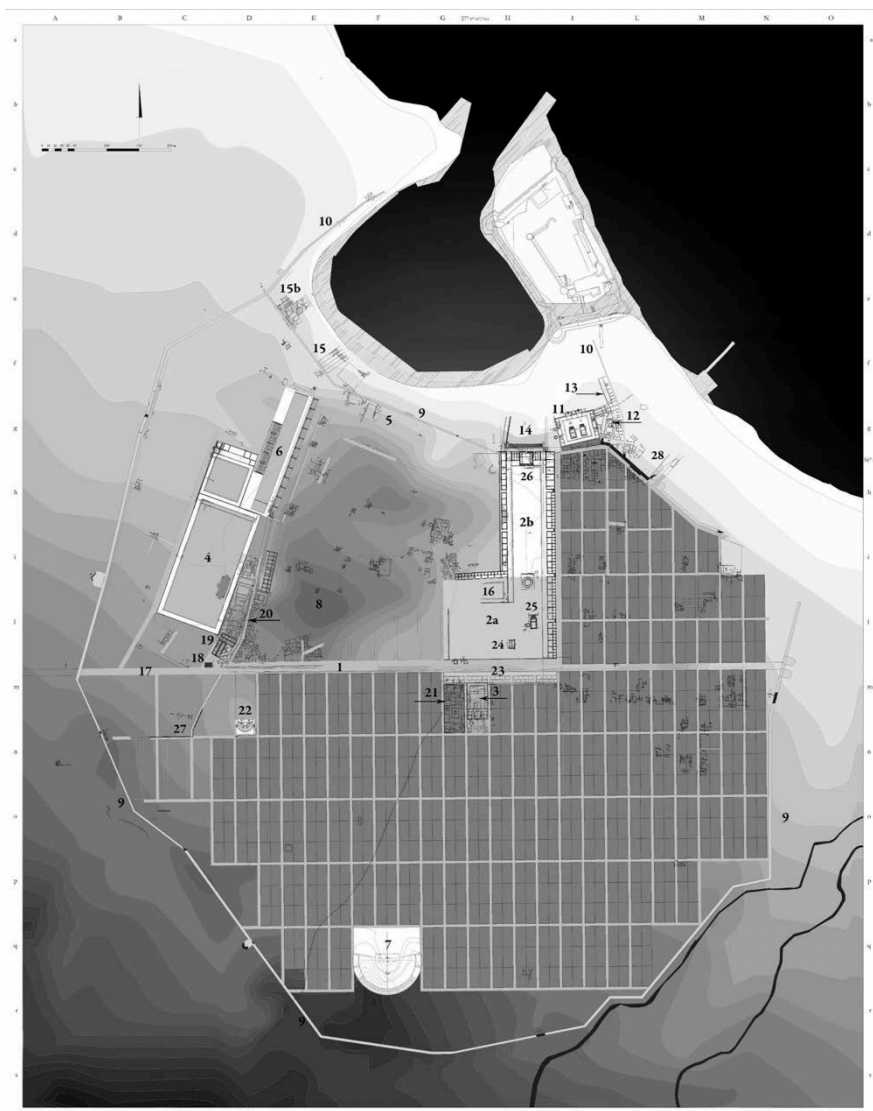 A B C D E F G H I L M N O
a a
b b
c c
d 10 d
e 15b e
f 15 10 f
13
g 5 9 14 11 12 g
6 28
h 26 h
2b
i 4 i
16
l 8 25 l
20 2a
19 24
18 1 23
m 17 21 3 m
22
n 27 n
o 9 9 o
p p
q 7 q
r 9 r
s s